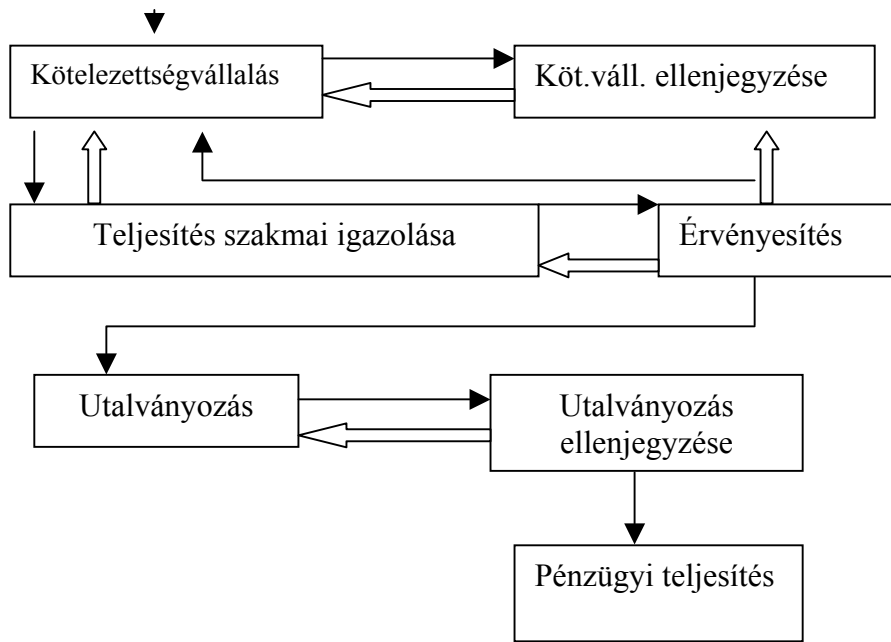 Kötelezettségvállalás
Köt.váll. ellenjegyzése
Teljesítés szakmai igazolása
Érvényesítés
Utalványozás
Utalványozás
ellenjegyzése
Pénzügyi teljesítés